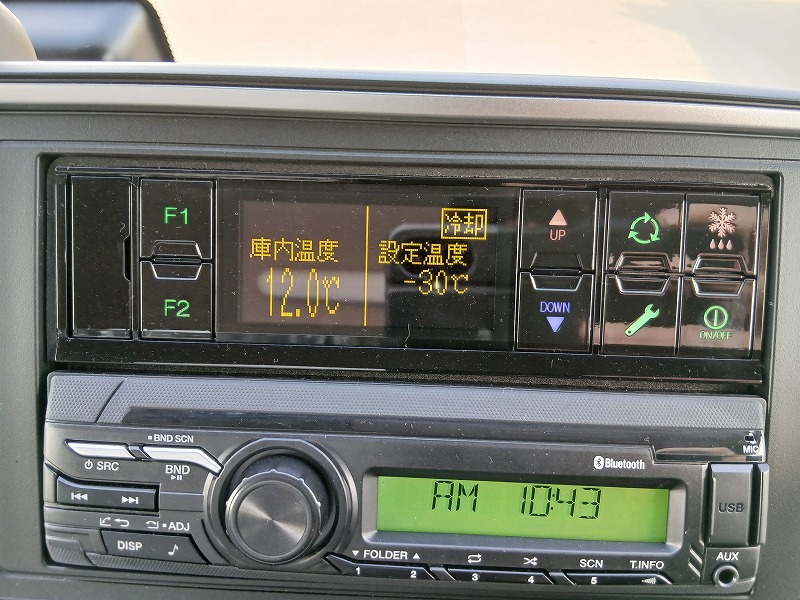 F1
F2
冷却
庫内温度
12.0℃
設定温度
-30℃
UP
DOWN
ON/OFF
BND SCN
SRC
BND
ADJ
DISP
Bluetooth
MIC
AM 10:43
USB
AUX
FOLDER
SCN
T.INFO
1
2
3
4
5